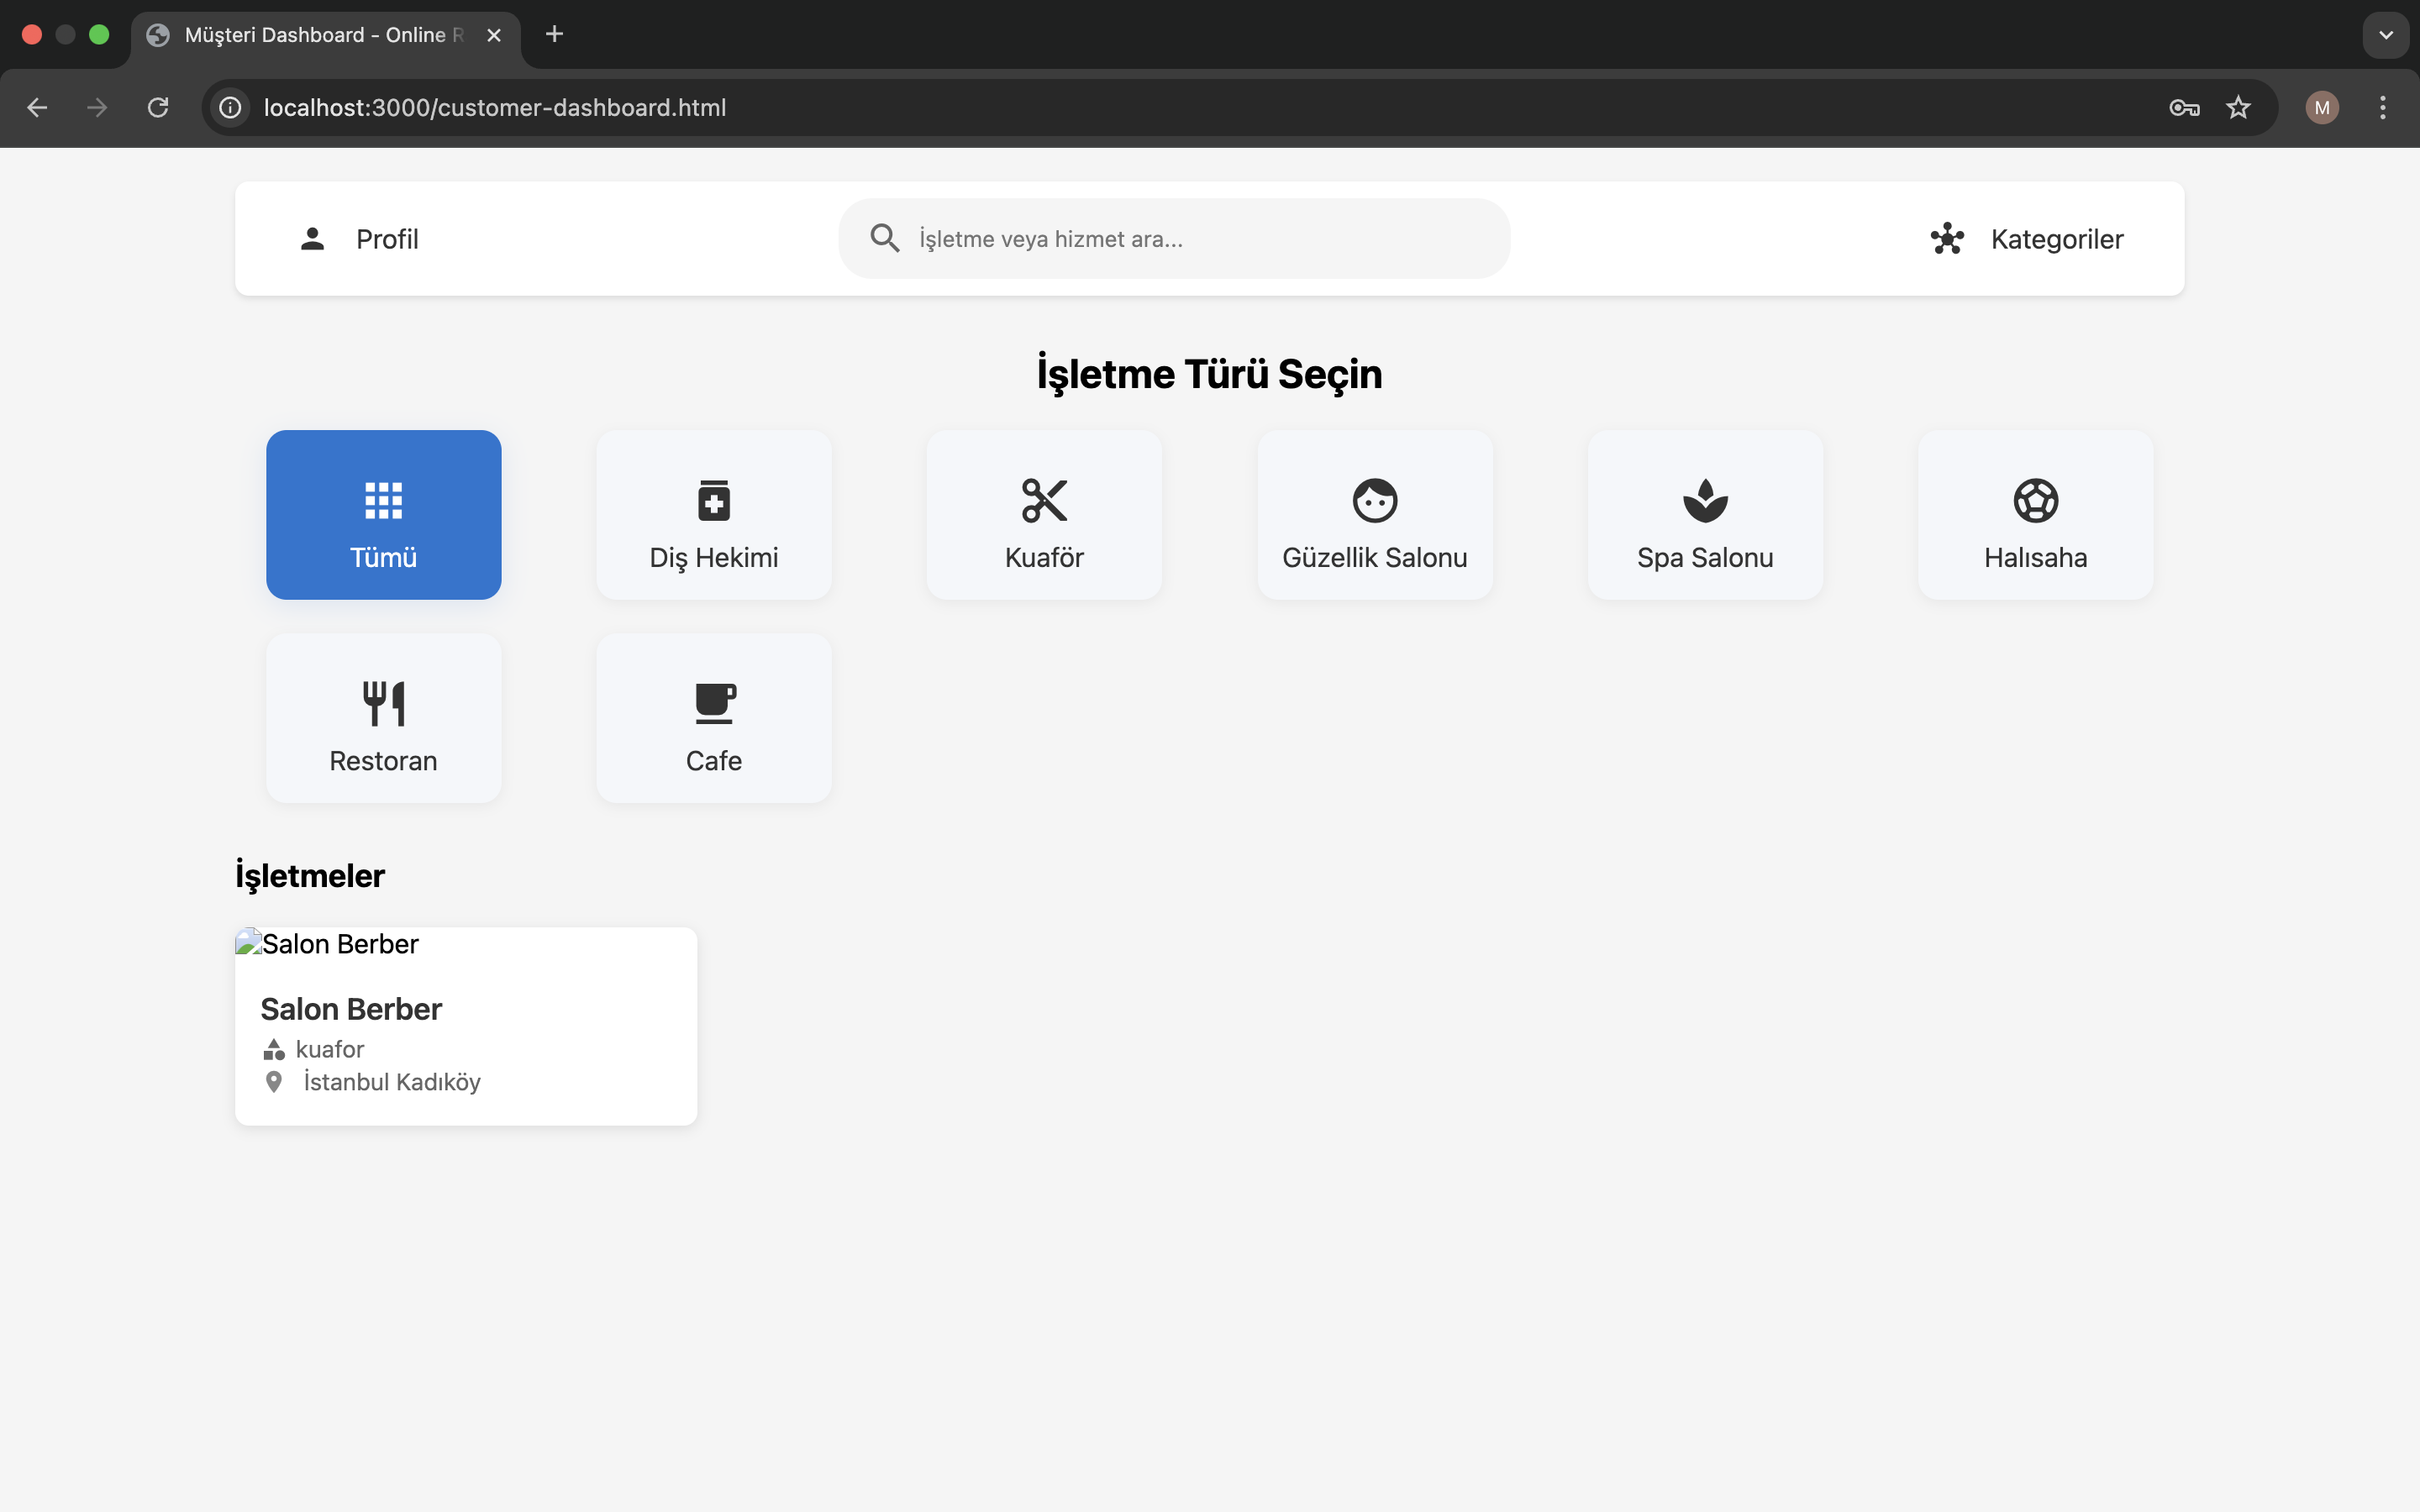 Müşteri Dashboard - Online R
localhost:3000/customer-dashboard.html
M
Profil
İşletme veya hizmet ara...
Kategoriler
İşletme Türü Seçin
Tümü
Diş Hekimi
Kuaför
Güzellik Salonu
Spa Salonu
Halısaha
Restoran
Cafe
İşletmeler
Salon Berber
Salon Berber
kuafor
İstanbul Kadıköy